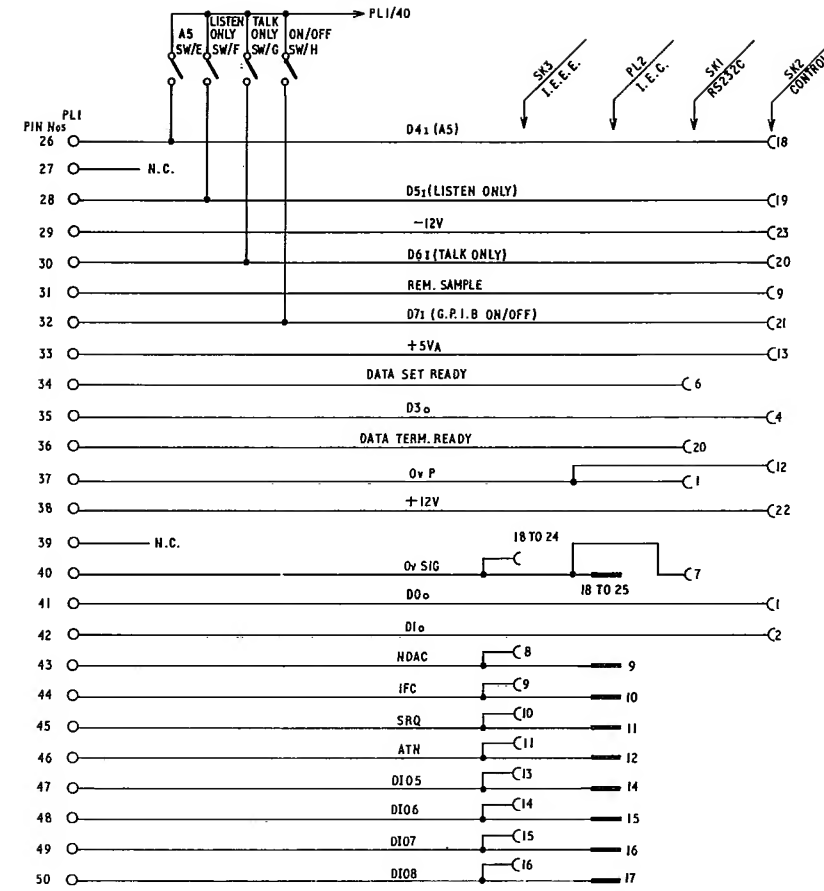 PL1/40
A5 SW/E
LISTEN ONLY SW/F
TALK ONLY SW/G
ON/OFF SW/H
SK3 I.E.E.E.
PL2 I.E.C.
SK1 RS232C
SK2 CONTROL
PL1
PIN Nos
26 D4I (A5) 18
27 N.C.
28 D5I (LISTEN ONLY) 19
29 -12V 23
30 D6I (TALK ONLY) 20
31 REM. SAMPLE 9
32 D7I (G.P.I.B ON/OFF) 21
33 +5VA 13
34 DATA SET READY 6
35 D3o 4
36 DATA TERM. READY 20
37 0v P 12
1
38 +12V 22
39 N.C.
18 TO 24
40 0v SIG 7
18 TO 25
41 D0o 1
42 D1o 2
43 NDAC 8 9
44 IFC 9 10
45 SRQ 10 11
46 ATN 11 12
47 DIO5 13 14
48 DIO6 14 15
49 DIO7 15 16
50 DIO8 16 17